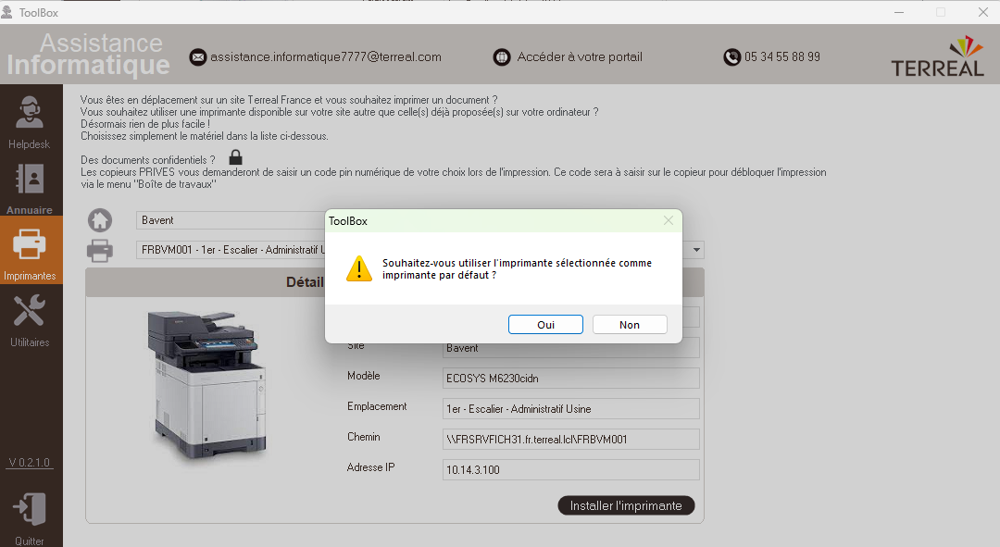 ToolBox
Assistance
Informatique
assistance.informatique7777@terreal.com
Accéder à votre portail
05 34 55 88 99
TERREAL
Vous êtes en déplacement sur un site Terreal France et vous souhaitez imprimer un document ?
Vous souhaitez utiliser une imprimante disponible sur votre site autre que celle(s) déjà proposée(s) sur votre ordinateur ?
Désormais rien de plus facile !
Choisissez simplement le matériel dans la liste ci-dessous.
Helpdesk
Des documents confidentiels ?
Les copieurs PRIVES vous demanderont de saisir un code pin numérique de votre choix lors de l'impression. Ce code sera à saisir sur le copieur pour débloquer l'impression
via le menu "Boîte de travaux"
Annuaire
Bavent
ToolBox
FRBVM001 - 1er - Escalier - Administratif Us
Souhaitez-vous utiliser l'imprimante sélectionnée comme
imprimante par défaut ?
Imprimantes
Détail
Oui
Non
Utilitaires
Site
Bavent
Modèle
ECOSYS M6230cidn
Emplacement
1er - Escalier - Administratif Usine
Chemin
\\FRSRVFICH31.fr.terreal.lcl\FRBVM001
Adresse IP
10.14.3.100
V 0.2.1.0
Installer l'imprimante
Quitter